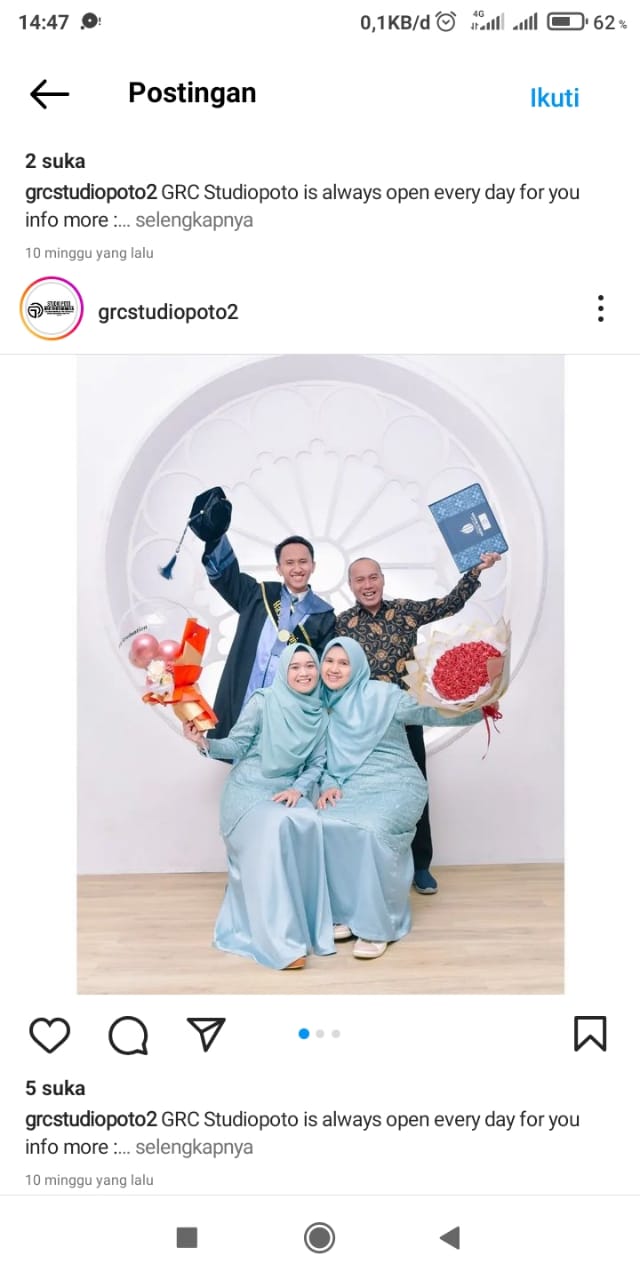 14:47 0,1KB/d 4G 62%
Postingan Ikuti
2 suka
grcstudiopoto2 GRC Studiopoto is always open every day for you
info more :... selengkapnya
10 minggu yang lalu
grcstudiopoto2
5 suka
grcstudiopoto2 GRC Studiopoto is always open every day for you
info more :... selengkapnya
10 minggu yang lalu